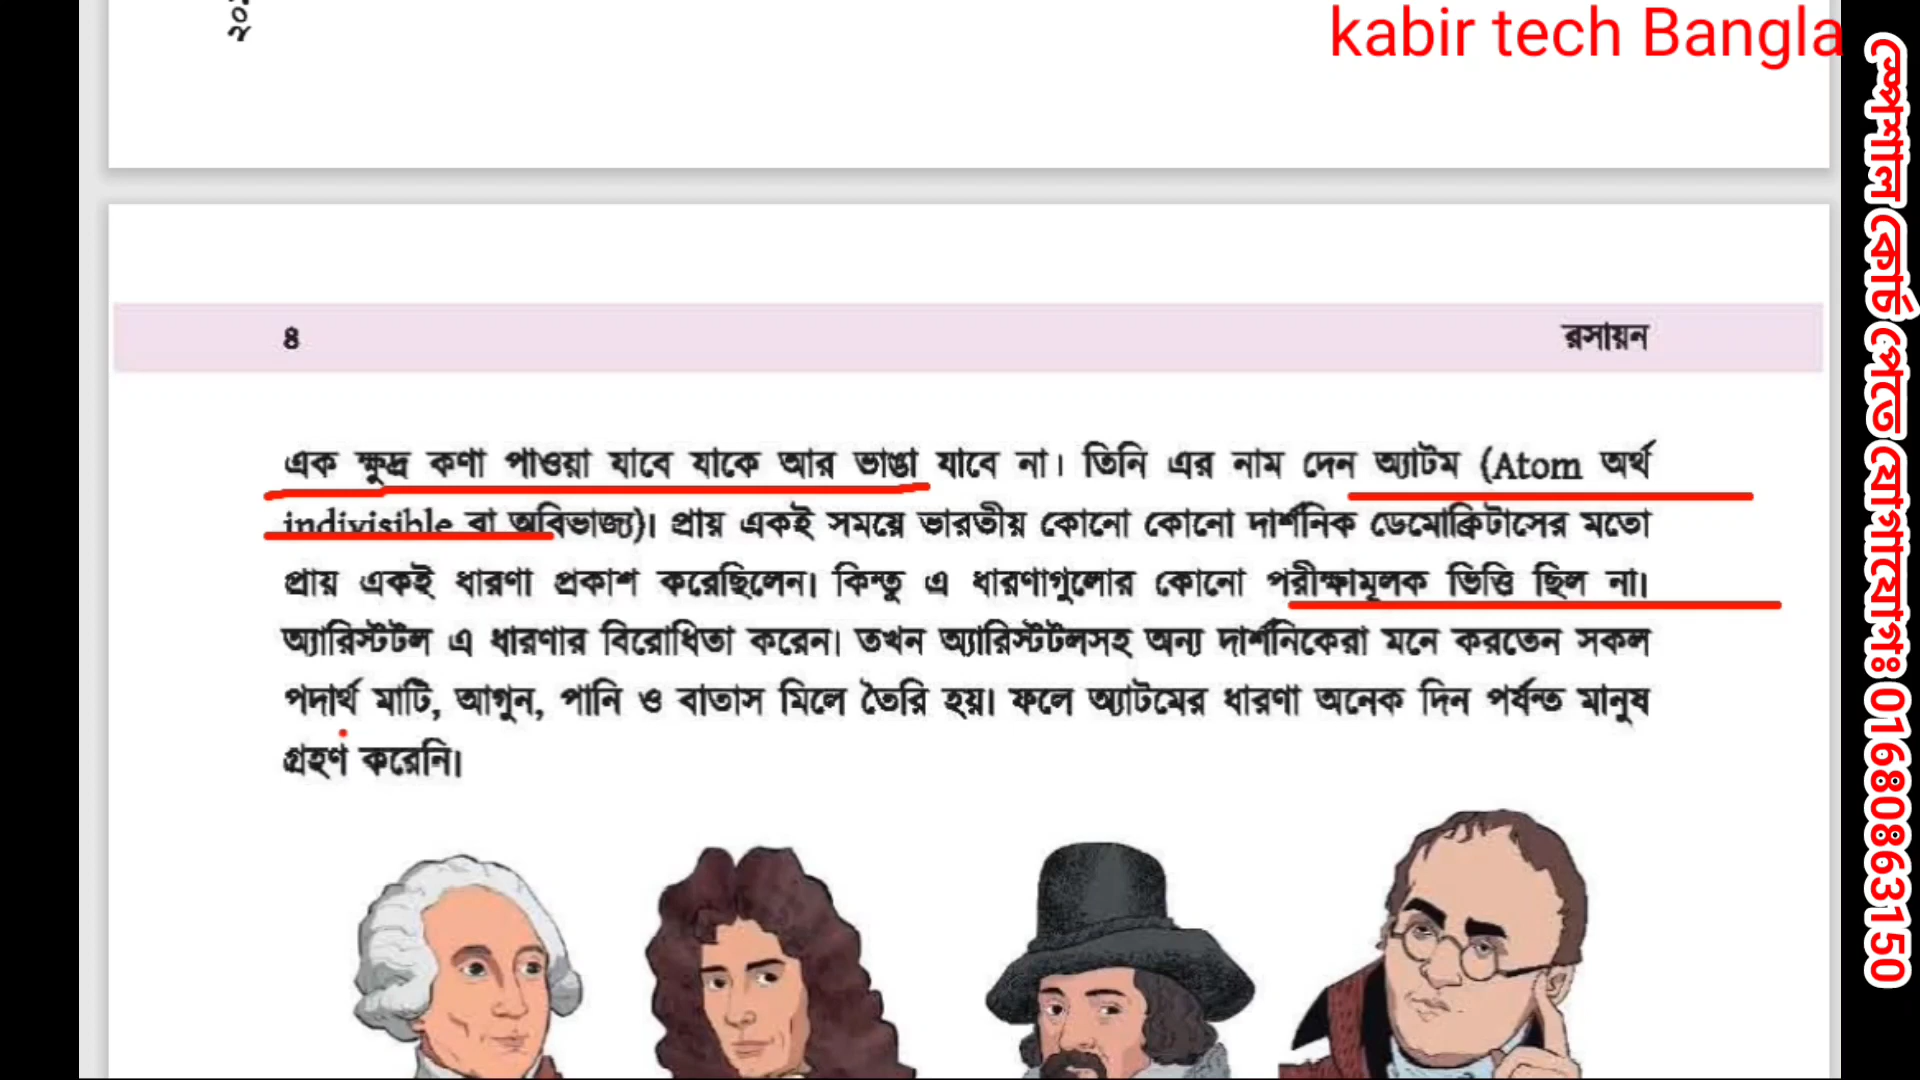 kabir tech Bangla
৪
রসায়ন
এক ক্ষুদ্র কণা পাওয়া যাবে যাকে আর ভাঙা যাবে না। তিনি এর নাম দেন অ্যাটম (Atom অর্থ
indivisible বা অবিভাজ্য)। প্রায় একই সময়ে ভারতীয় কোনো কোনো দার্শনিক ডেমোক্রিটাসের মতো
প্রায় একই ধারণা প্রকাশ করেছিলেন। কিন্তু এ ধারণাগুলোর কোনো পরীক্ষামূলক ভিত্তি ছিল না।
অ্যারিস্টটল এ ধারণার বিরোধিতা করেন। তখন অ্যারিস্টটলসহ অন্য দার্শনিকেরা মনে করতেন সকল
পদার্থ মাটি, আগুন, পানি ও বাতাস মিলে তৈরি হয়। ফলে অ্যাটমের ধারণা অনেক দিন পর্যন্ত মানুষ
গ্রহণ করেনি।
স্পেশাল কোর্চ পেতে যোগাযোগঃ 01680863150